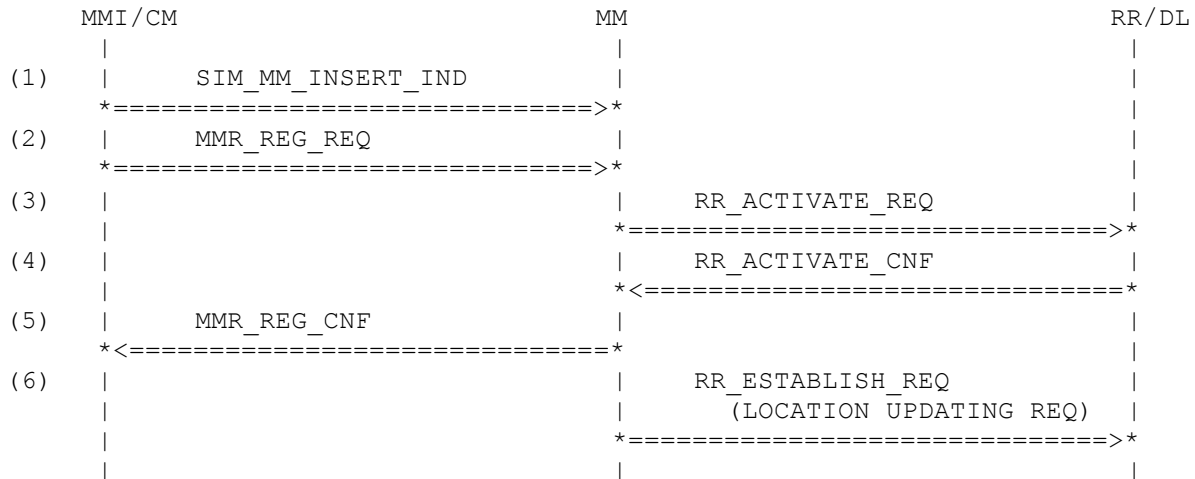 MMI/CM MM RR/DL
(1) SIM_MM_INSERT_IND
(2) MMR_REG_REQ
(3) RR_ACTIVATE_REQ
(4) RR_ACTIVATE_CNF
(5) MMR_REG_CNF
(6) RR_ESTABLISH_REQ
(LOCATION UPDATING REQ)